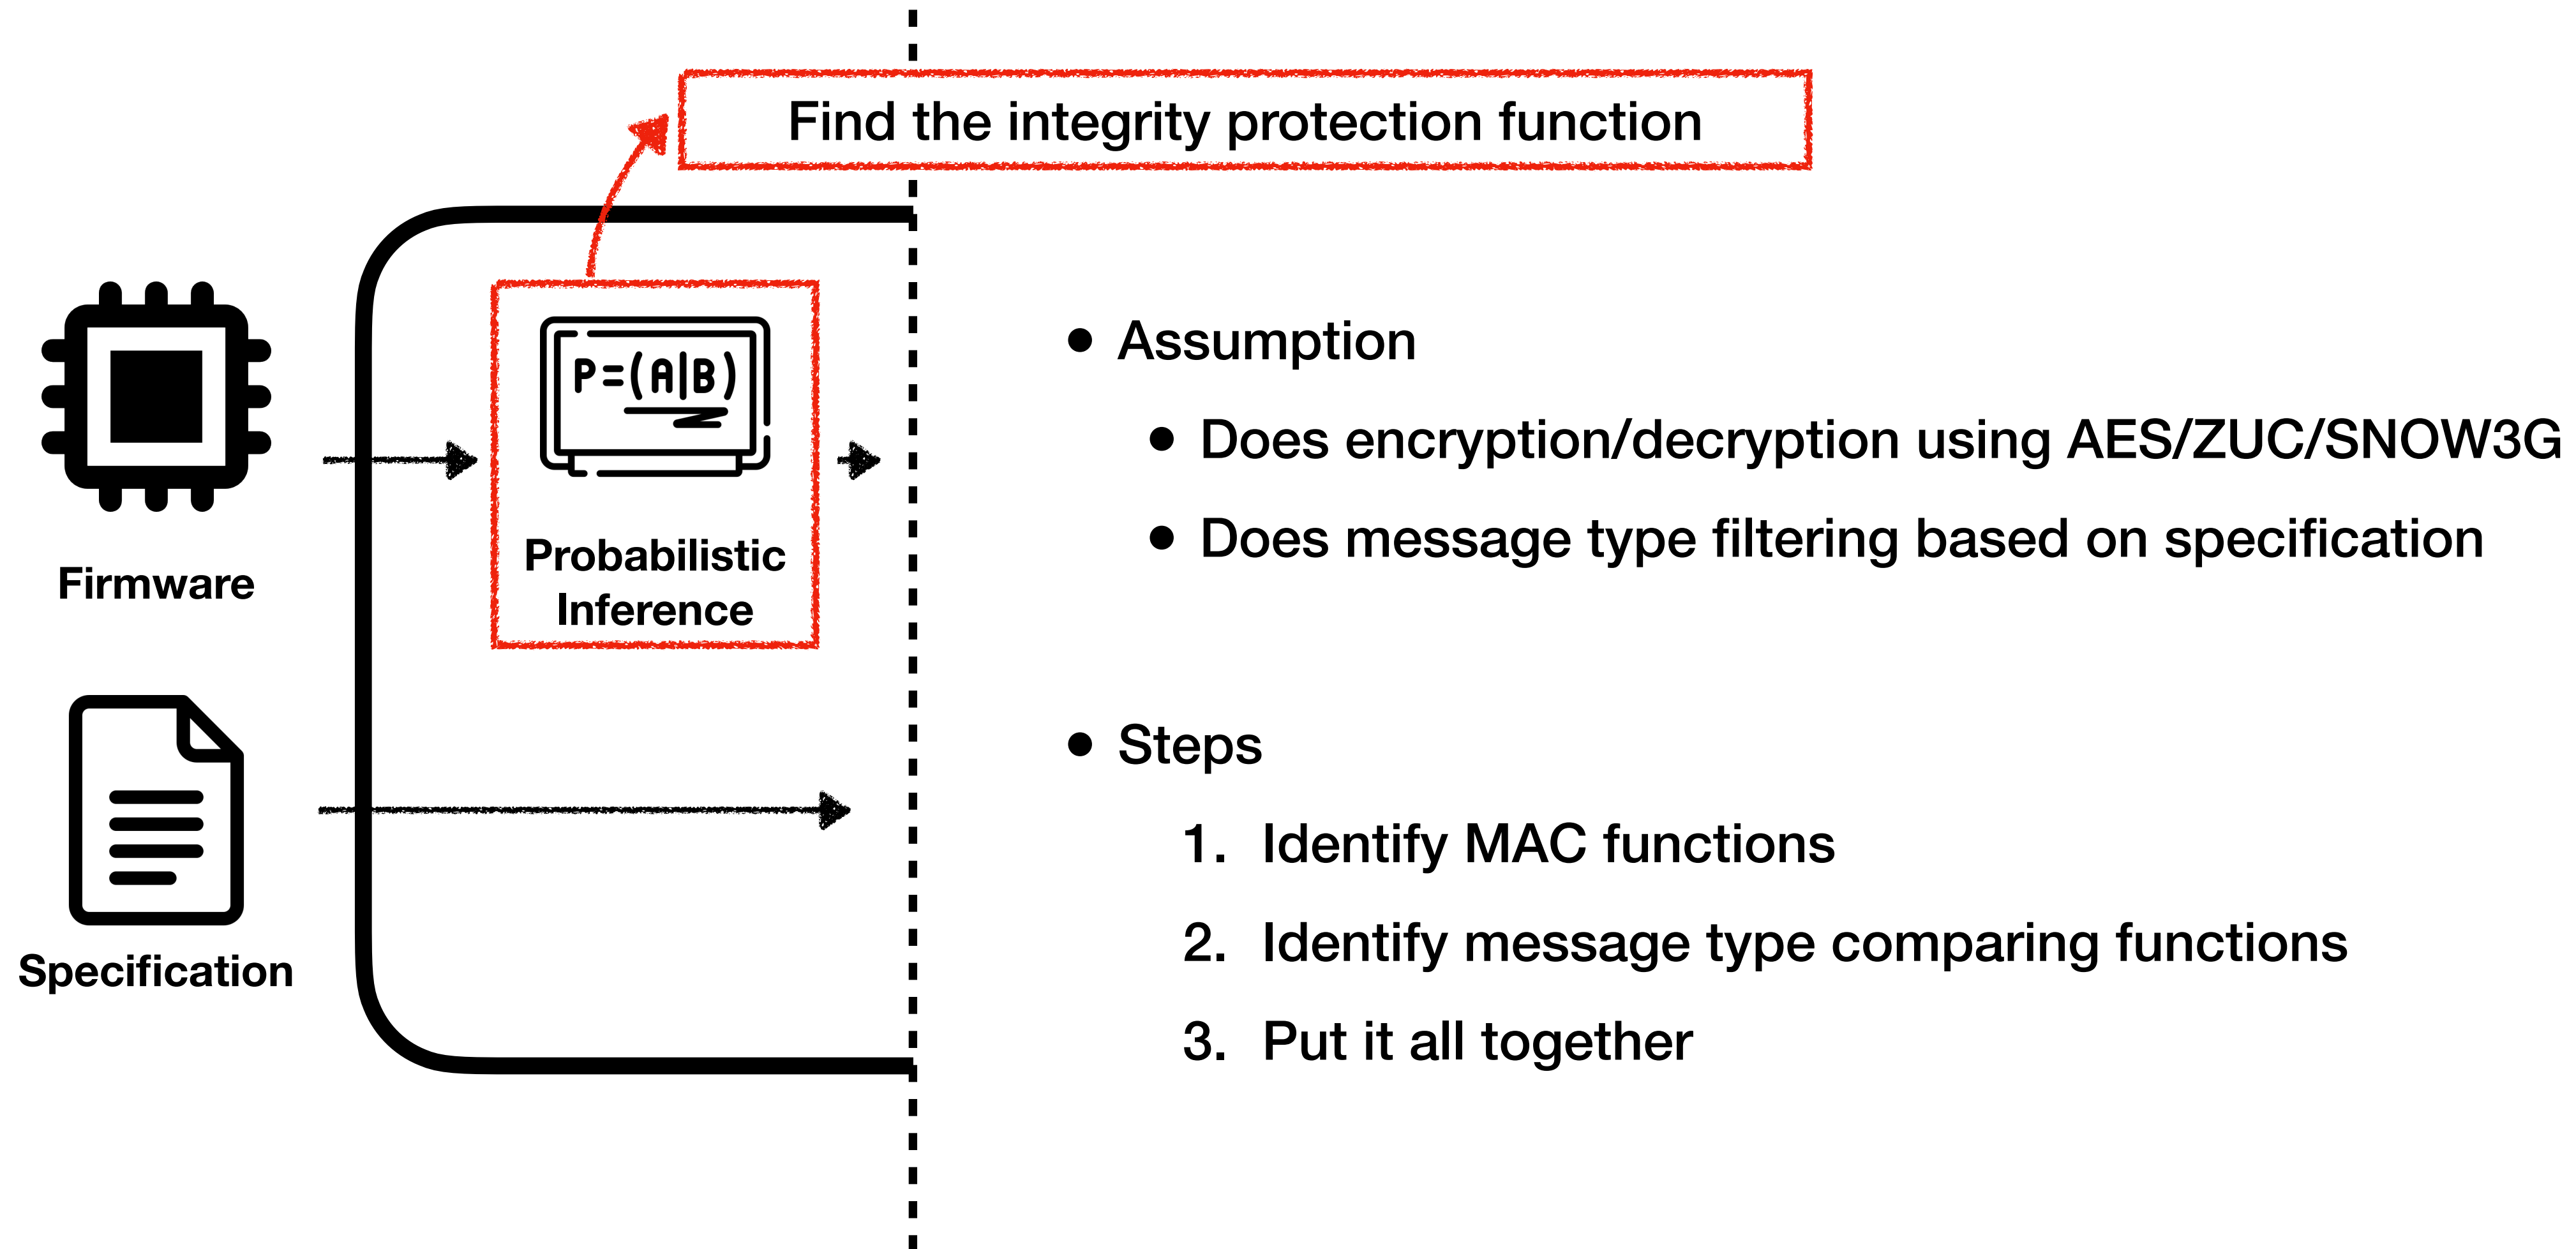 Find the integrity protection function
P=(A|B)
Probabilistic
Inference
Firmware
Specification
• Assumption
• Does encryption/decryption using AES/ZUC/SNOW3G
• Does message type filtering based on specification
• Steps
1. Identify MAC functions
2. Identify message type comparing functions
3. Put it all together